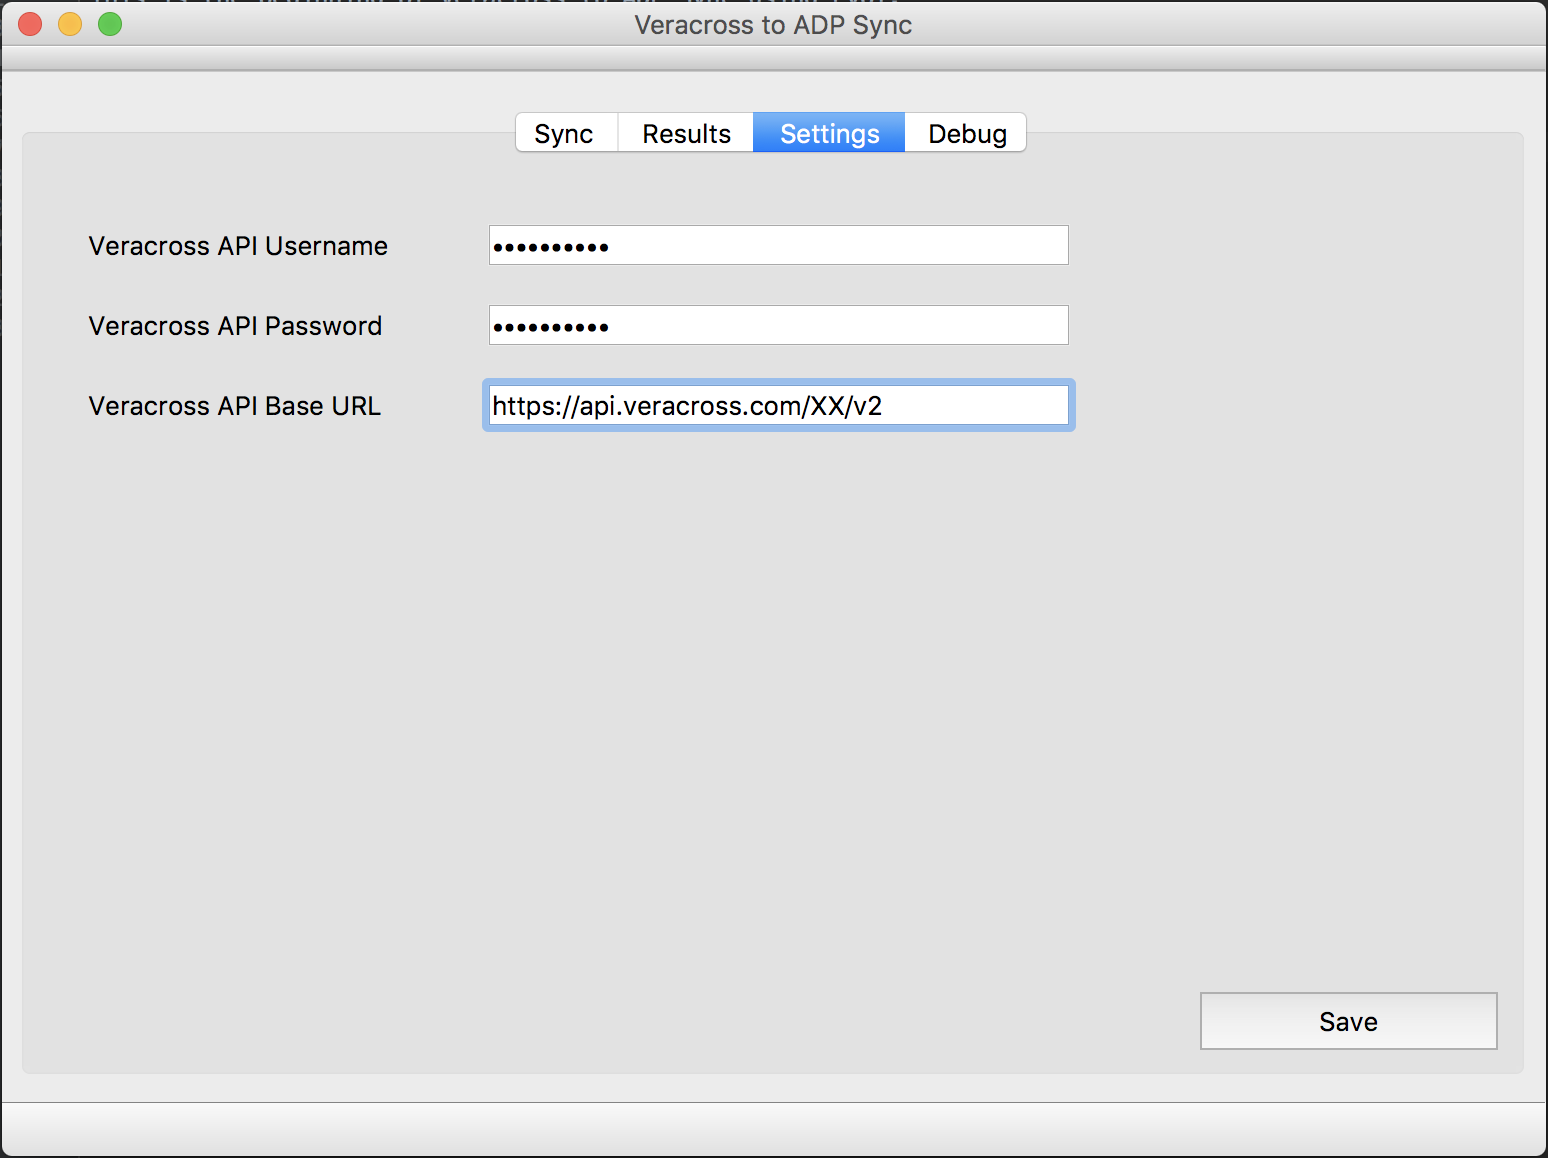 Veracross to ADP Sync
Sync Results Settings Debug
Veracross API Username ••••••••••
Veracross API Password ••••••••••
Veracross API Base URL https://api.veracross.com/XX/v2
Save